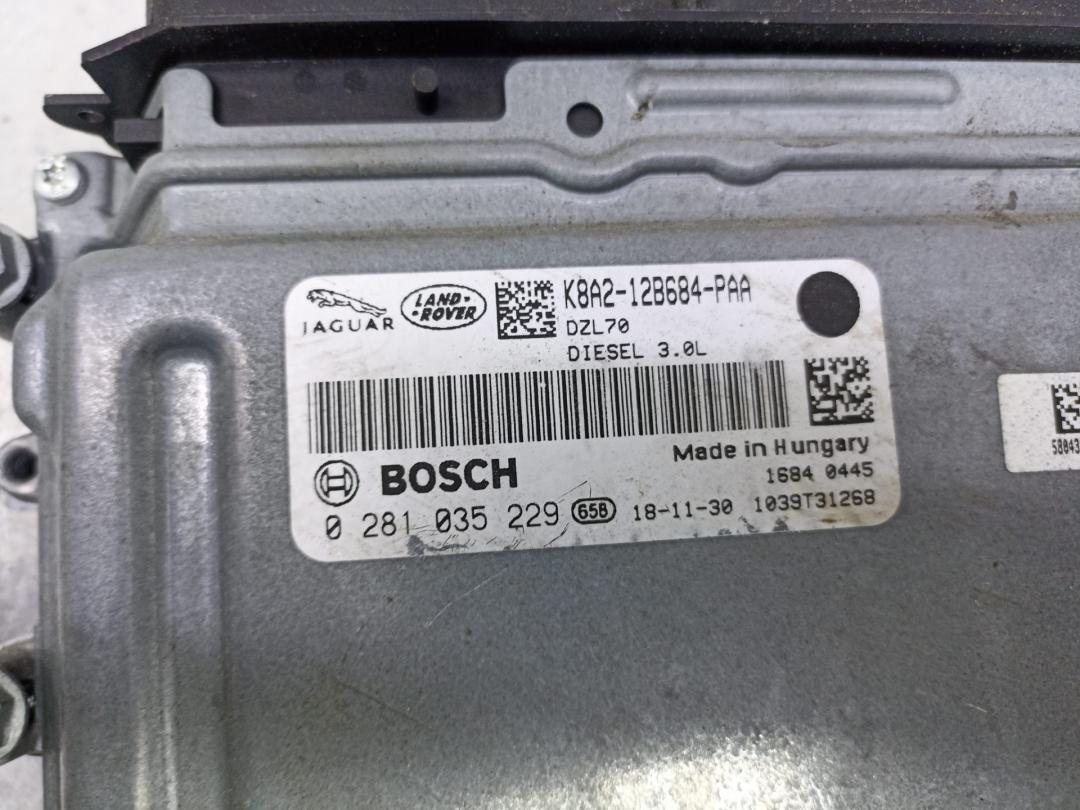 JAGUAR
LAND-
-ROVER
K8A2-12B684-PAA
DZL70
DIESEL 3.0L
Made in Hungary
1684 0445
BOSCH
0 281 035 229 65B 18-11-30 1039T31268